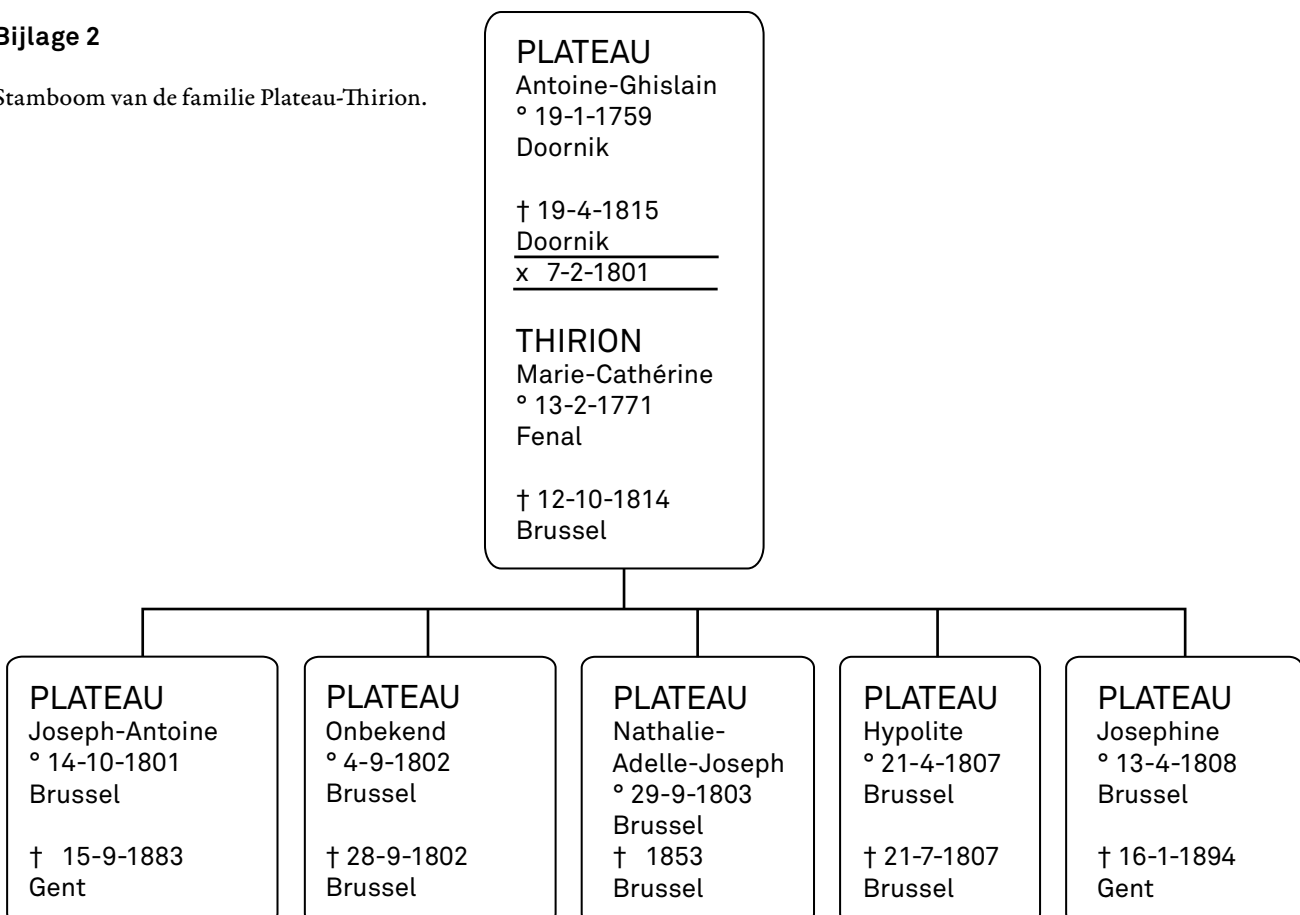 Bijlage 2
Stamboom van de familie Plateau-Thirion.
PLATEAU
Antoine-Ghislain
° 19-1-1759
Doornik
† 19-4-1815
Doornik
x 7-2-1801
THIRION
Marie-Cathérine
° 13-2-1771
Fenal
† 12-10-1814
Brussel
PLATEAU
Joseph-Antoine
° 14-10-1801
Brussel
† 15-9-1883
Gent
PLATEAU
Onbekend
° 4-9-1802
Brussel
† 28-9-1802
Brussel
PLATEAU
Nathalie-
Adelle-Joseph
° 29-9-1803
Brussel
† 1853
Brussel
PLATEAU
Hypolite
° 21-4-1807
Brussel
† 21-7-1807
Brussel
PLATEAU
Josephine
° 13-4-1808
Brussel
† 16-1-1894
Gent